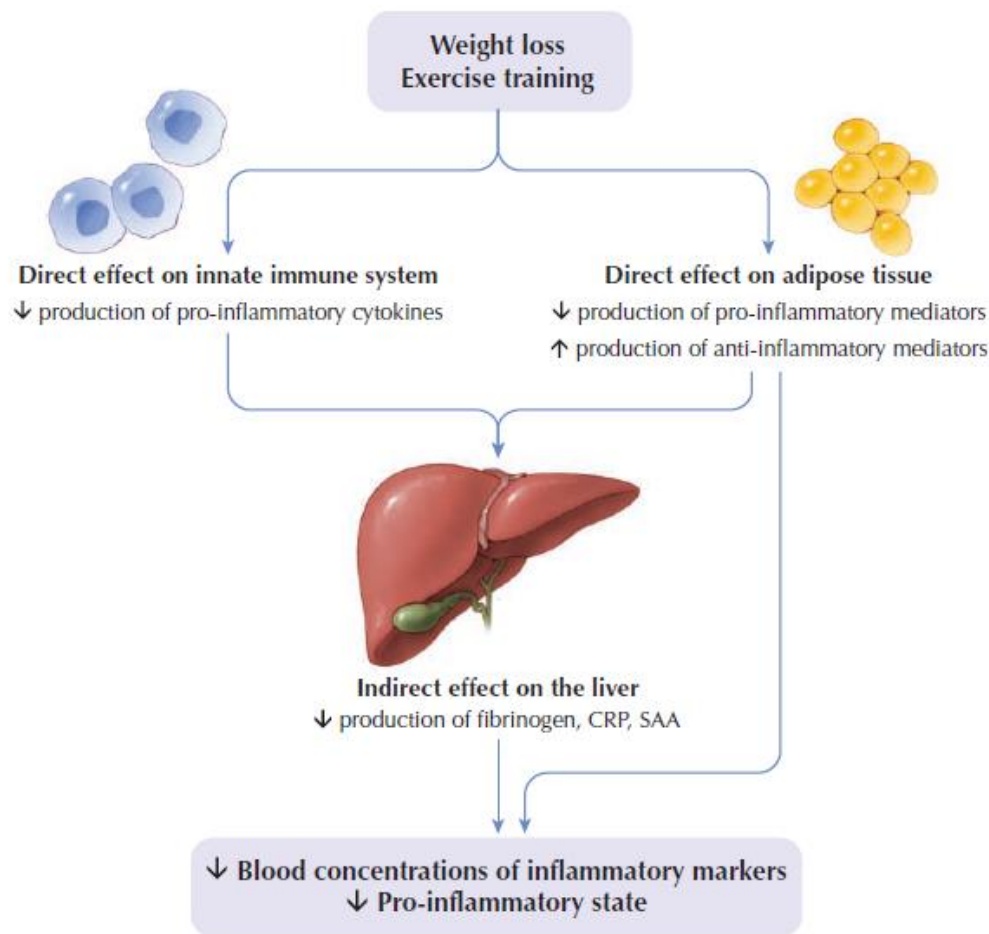 Weight loss
Exercise training
Direct effect on innate immune system
↓ production of pro-inflammatory cytokines
Direct effect on adipose tissue
↓ production of pro-inflammatory mediators
↑ production of anti-inflammatory mediators
Indirect effect on the liver
↓ production of fibrinogen, CRP, SAA
↓ Blood concentrations of inflammatory markers
↓ Pro-inflammatory state